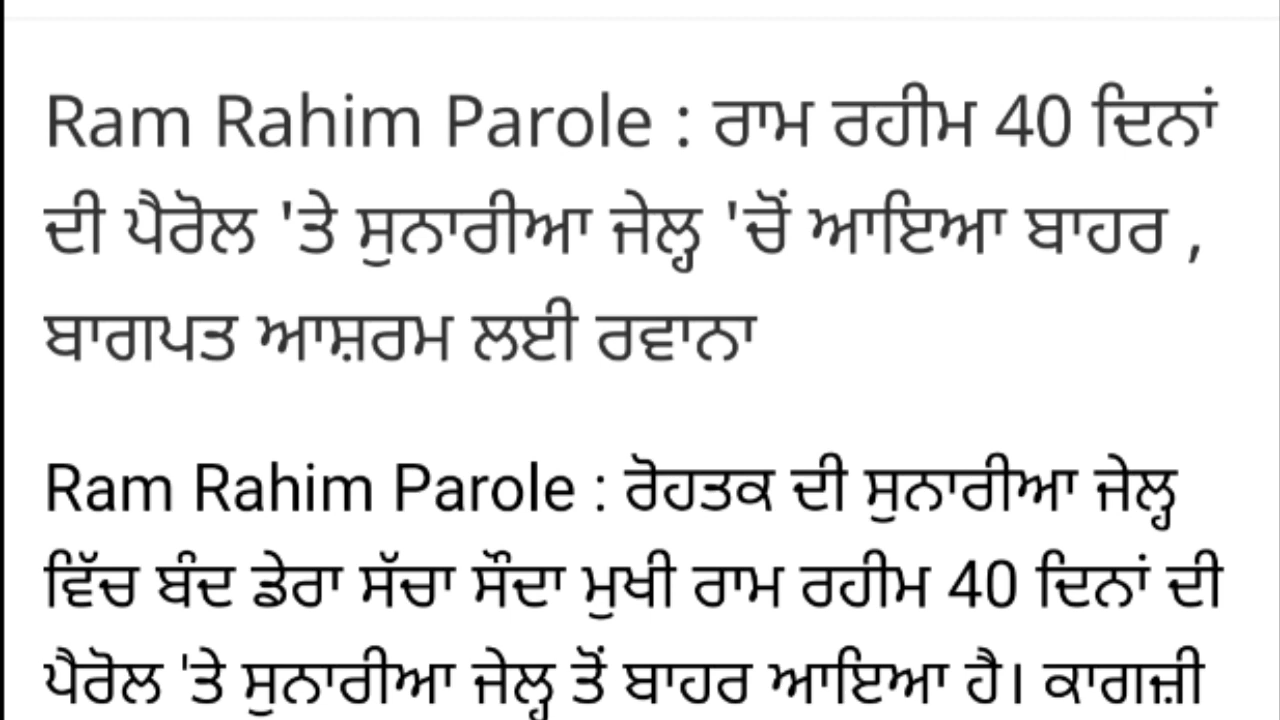 Ram Rahim Parole : ਰਾਮ ਰਹੀਮ 40 ਦਿਨਾਂ
ਦੀ ਪੈਰੋਲ 'ਤੇ ਸੁਨਾਰੀਆ ਜੇਲ੍ਹ 'ਚੋਂ ਆਇਆ ਬਾਹਰ ,
ਬਾਗਪਤ ਆਸ਼ਰਮ ਲਈ ਰਵਾਨਾ
Ram Rahim Parole : ਰੋਹਤਕ ਦੀ ਸੁਨਾਰੀਆ ਜੇਲ੍ਹ
ਵਿੱਚ ਬੰਦ ਡੇਰਾ ਸੱਚਾ ਸੌਦਾ ਮੁਖੀ ਰਾਮ ਰਹੀਮ 40 ਦਿਨਾਂ ਦੀ
ਪੈਰੋਲ 'ਤੇ ਸੁਨਾਰੀਆ ਜੇਲ੍ਹ ਤੋਂ ਬਾਹਰ ਆਇਆ ਹੈ। ਕਾਗਜ਼ੀ